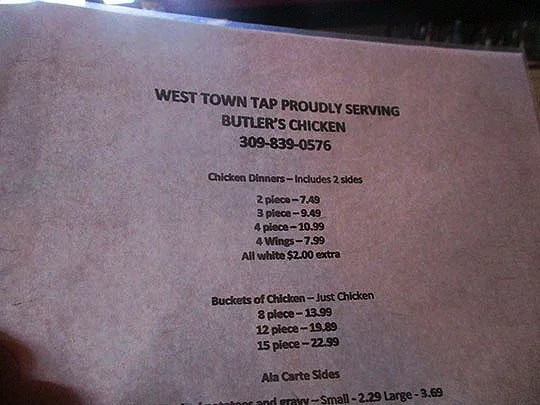 WEST TOWN TAP PROUDLY SERVING
BUTLER'S CHICKEN
309-839-0576
Chicken Dinners – Includes 2 sides
2 piece – 7.49
3 piece – 9.49
4 piece – 10.99
4 Wings – 7.99
All white $2.00 extra
Buckets of Chicken – Just Chicken
8 piece – 13.99
12 piece – 19.89
15 piece – 22.99
Ala Carte Sides
potatoes and gravy – Small - 2.29 Large - 3.69